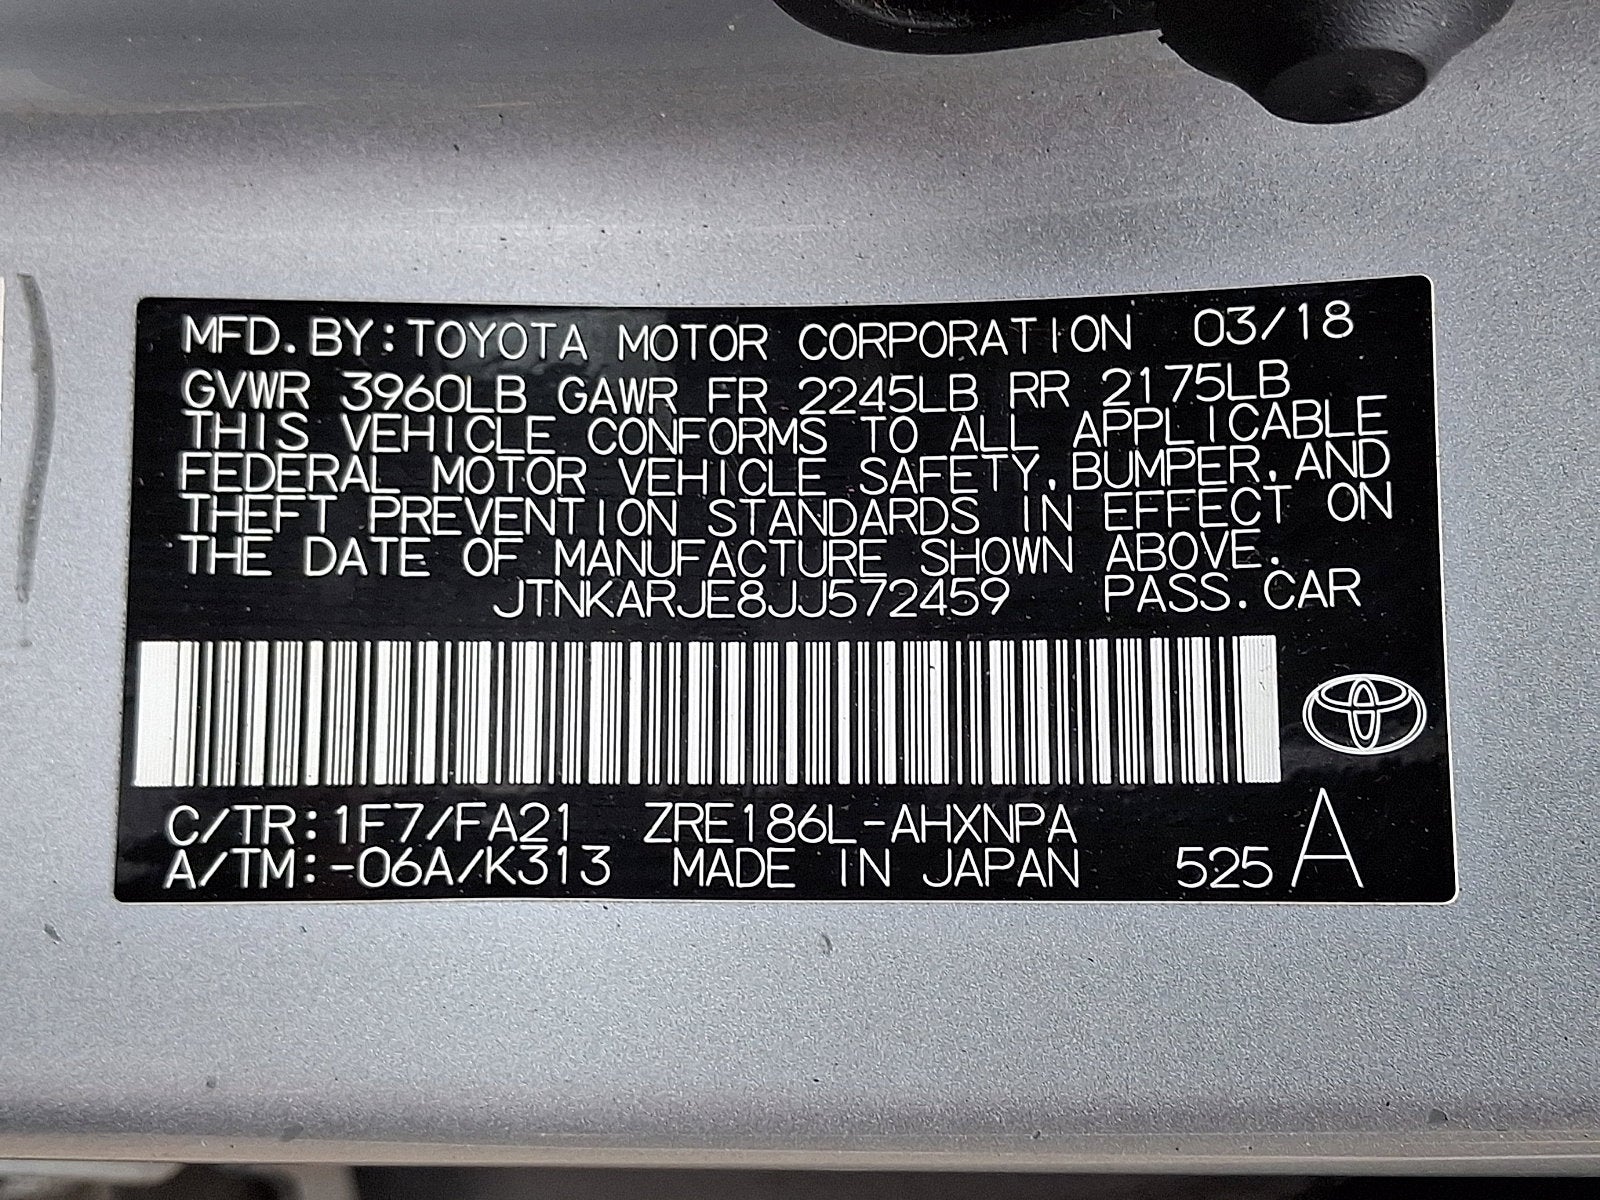 MFD. BY: TOYOTA MOTOR CORPORATION 03/18
GVWR 3960LB GAWR FR 2245LB RR 2175LB
THIS VEHICLE CONFORMS TO ALL APPLICABLE
FEDERAL MOTOR VEHICLE SAFETY, BUMPER, AND
THEFT PREVENTION STANDARDS IN EFFECT ON
THE DATE OF MANUFACTURE SHOWN ABOVE.
JTNKARJE8JJ572459 PASS. CAR
C/TR: 1F7/FA21 ZRE186L-AHXNPA
A/TM: -06A/K313 MADE IN JAPAN 525 A